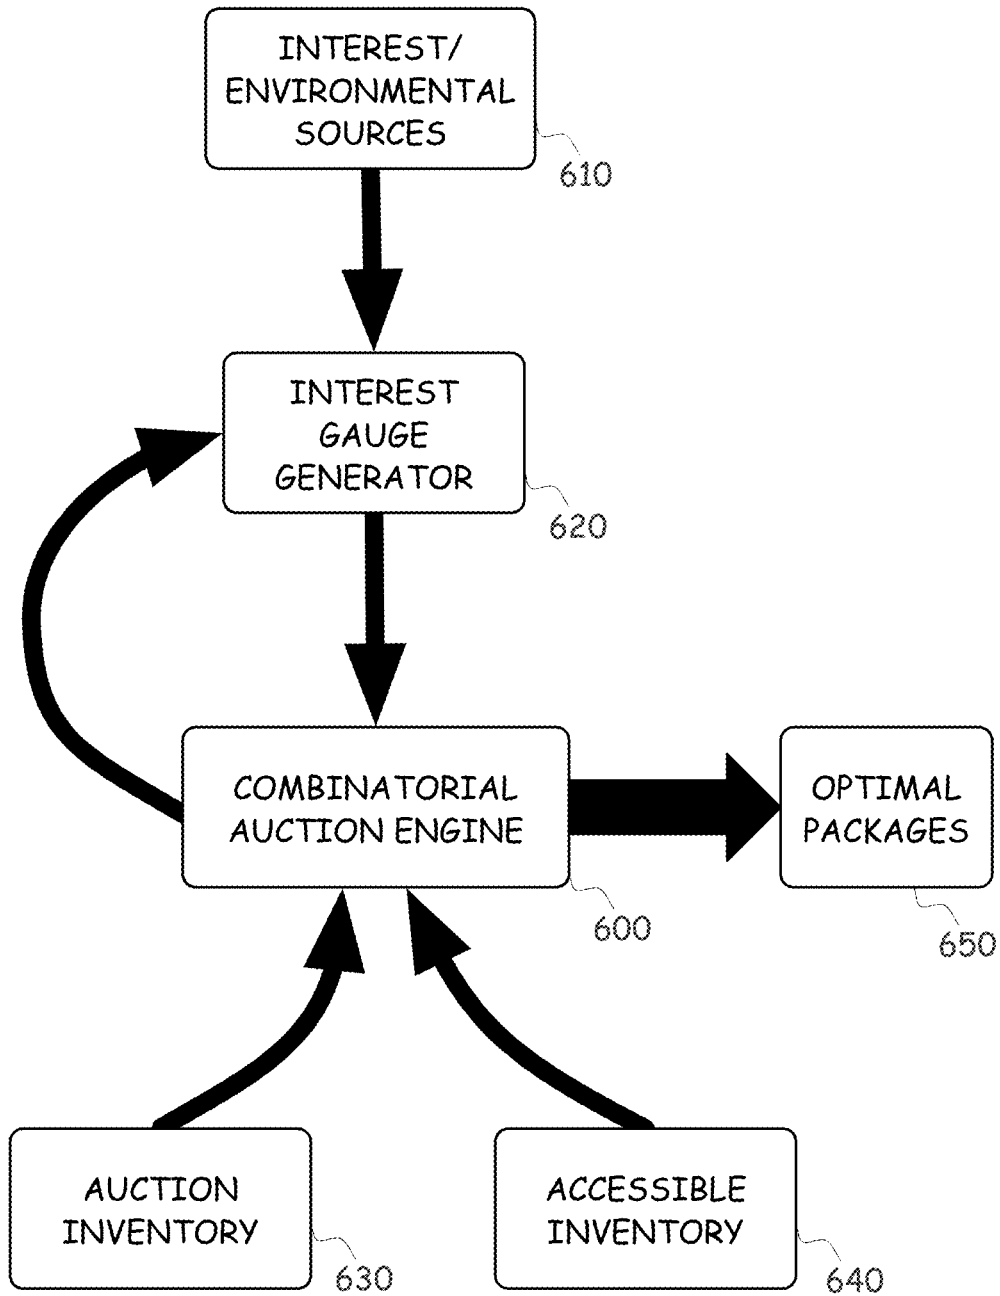 INTEREST/
ENVIRONMENTAL
SOURCES
610
INTEREST
GAUGE
GENERATOR
620
COMBINATORIAL
AUCTION ENGINE
600
OPTIMAL
PACKAGES
650
AUCTION
INVENTORY
630
ACCESSIBLE
INVENTORY
640